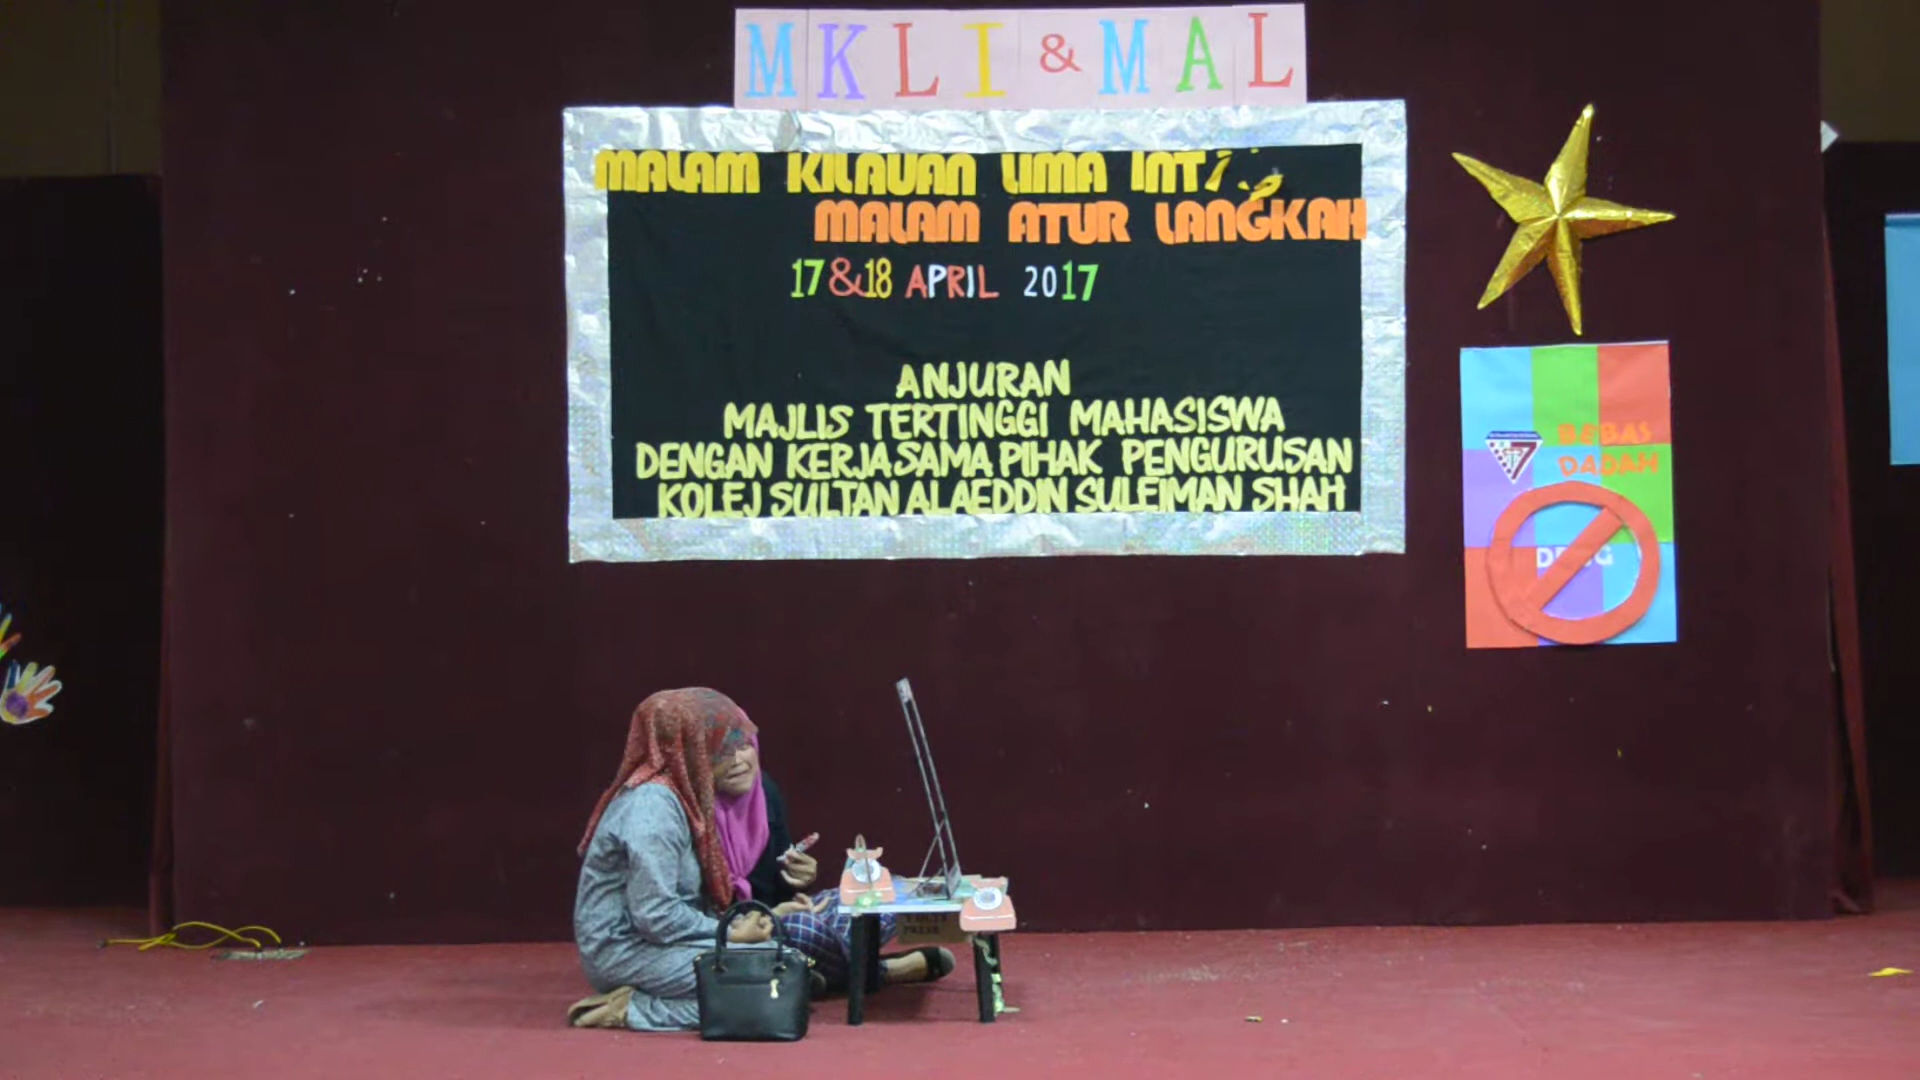 MKLI & MAL
MALAM KILAUAN LIMA INT
MALAM ATUR LANGKAH
17 & 18 APRIL 2017
ANJURAN
MAJLIS TERTINGGI MAHASISWA
DENGAN KERJASAMA PIHAK PENGURUSAN
KOLEJ SULTAN ALAEDDIN SULEIMAN SHAH
BEBAS
DADAH